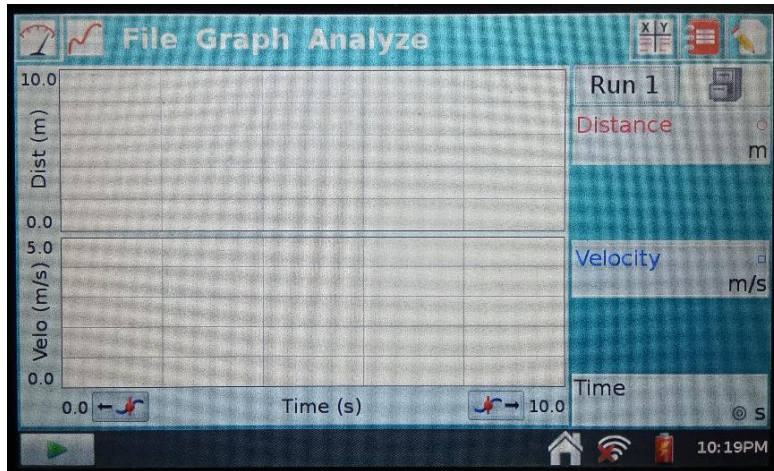 File Graph Analyze
X Y
10.0
Dist (m)
0.0
5.0
Velo (m/s)
0.0
0.0
Time (s)
10.0
Run 1
Distance
m
Velocity
m/s
Time
s
10:19PM